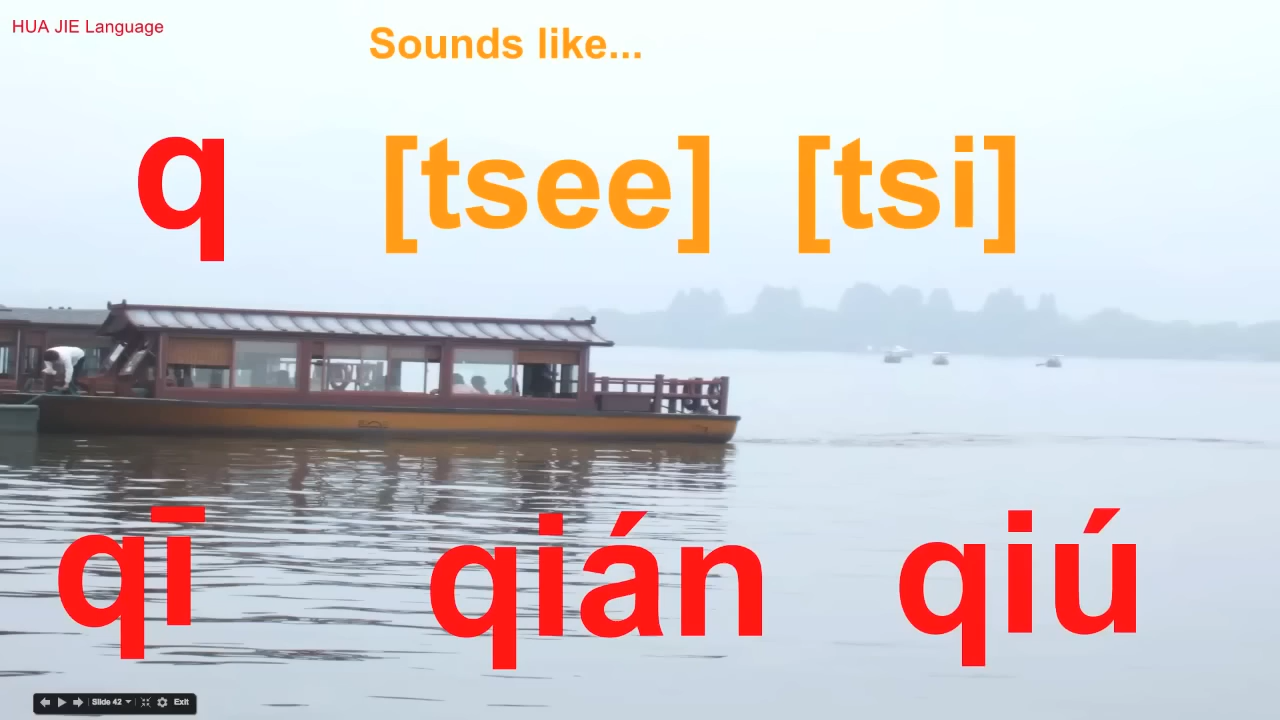 HUA JIE Language
Sounds like...
q [tsee] [tsi]
qī qián qiú
Slide 42 Exit